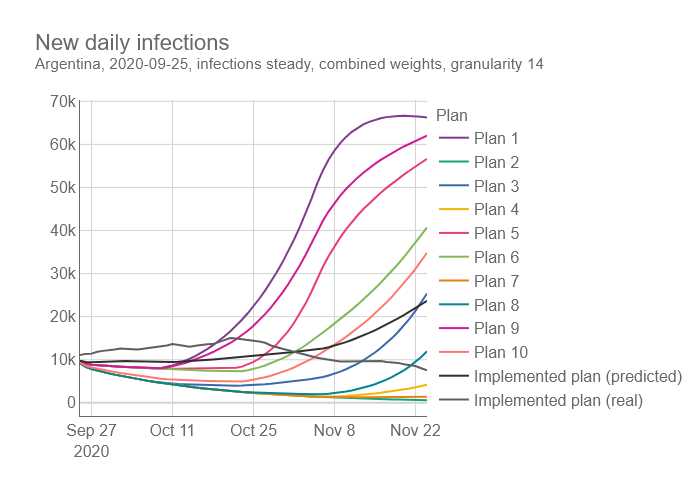 New daily infections
Argentina, 2020-09-25, infections steady, combined weights, granularity 14
70k
60k
50k
40k
30k
20k
10k
0
Sep 27
2020
Oct 11
Oct 25
Nov 8
Nov 22
Plan
Plan 1
Plan 2
Plan 3
Plan 4
Plan 5
Plan 6
Plan 7
Plan 8
Plan 9
Plan 10
Implemented plan (predicted)
Implemented plan (real)